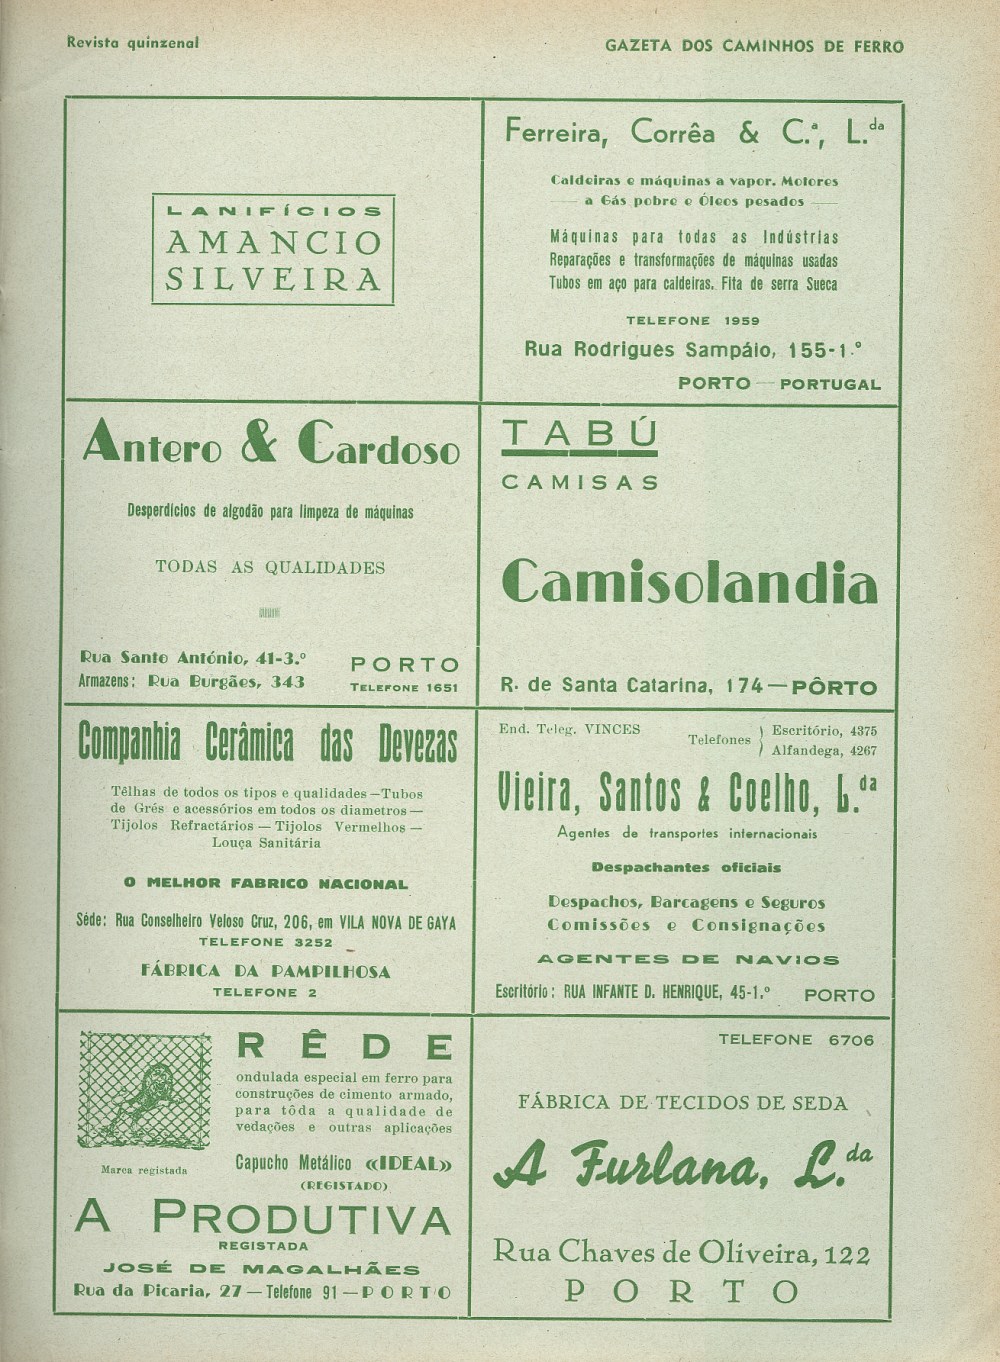 Revista quinzenal
GAZETA DOS CAMINHOS DE FERRO
LANIFÍCIOS
AMANCIO
SILVEIRA
Ferreira, Corrêa & C.ª, L.da
Caldeiras e máquinas a vapor. Motores
a Gás pobre e Óleos pesados
Máquinas para todas as Indústrias
Reparações e transformações de máquinas usadas
Tubos em aço para caldeiras. Fita de serra Sueca
TELEFONE 1959
Rua Rodrigues Sampáio, 155-1.º
PORTO — PORTUGAL
Antero & Cardoso
Desperdícios de algodão para limpeza de máquinas
TODAS AS QUALIDADES
Rua Santo António, 41-3.º
Armazens: Rua Burgães, 343
PORTO
TELEFONE 1651
TABÚ
CAMISAS
Camisolandia
R. de Santa Catarina, 174 — PÔRTO
Companhia Cerâmica das Devezas
Têlhas de todos os tipos e qualidades — Tubos
de Grés e acessórios em todos os diametros —
Tijolos Refractários — Tijolos Vermelhos —
Louça Sanitária
O MELHOR FABRICO NACIONAL
Séde: Rua Conselheiro Veloso Cruz, 206, em VILA NOVA DE GAYA
TELEFONE 3252
FÁBRICA DA PAMPILHOSA
TELEFONE 2
End. Teleg. VINCES
Telefones } Escritório, 4375
Alfandega, 4267
Vieira, Santos & Coelho, L.da
Agentes de transportes internacionais
Despachantes oficiais
Despachos, Barcagens e Seguros
Comissões e Consignações
AGENTES DE NAVIOS
Escritório: RUA INFANTE D. HENRIQUE, 45-1.º PORTO
RÊDE
ondulada especial em ferro para
construções de cimento armado,
para tôda a qualidade de
vedações e outras aplicações
Marca registada
Capucho Metálico «IDEAL»
(REGISTADO)
A PRODUTIVA
REGISTADA
JOSÉ DE MAGALHÃES
Rua da Picaria, 27 — Telefone 91 — PORTO
TELEFONE 6706
FÁBRICA DE TECIDOS DE SEDA
A Furlana, L.da
Rua Chaves de Oliveira, 122
PORTO